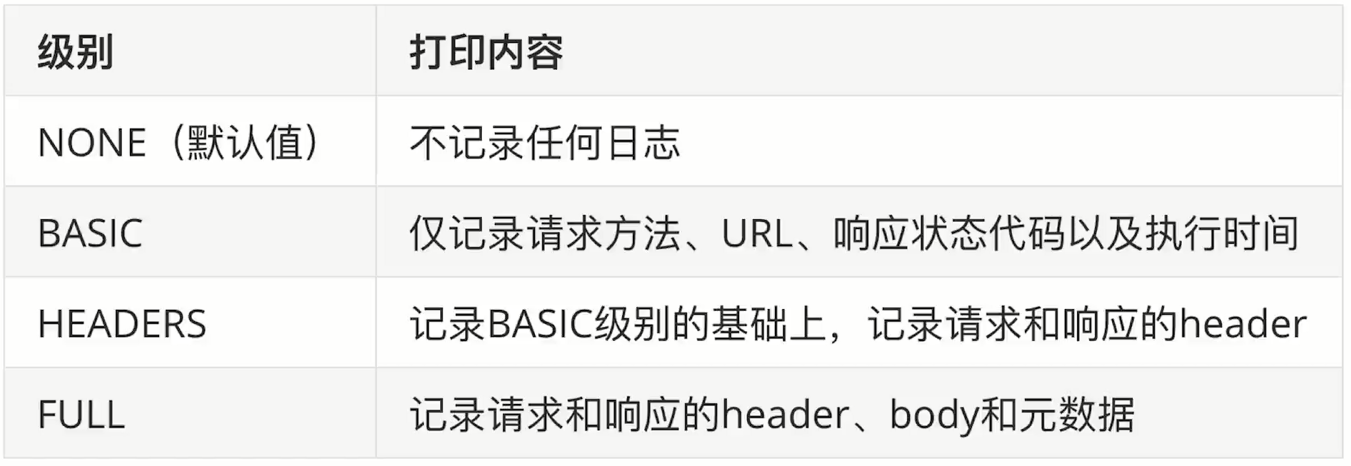 级别 打印内容
NONE（默认值） 不记录任何日志
BASIC 仅记录请求方法、URL、响应状态代码以及执行时间
HEADERS 记录BASIC级别的基础上，记录请求和响应的header
FULL 记录请求和响应的header、body和元数据